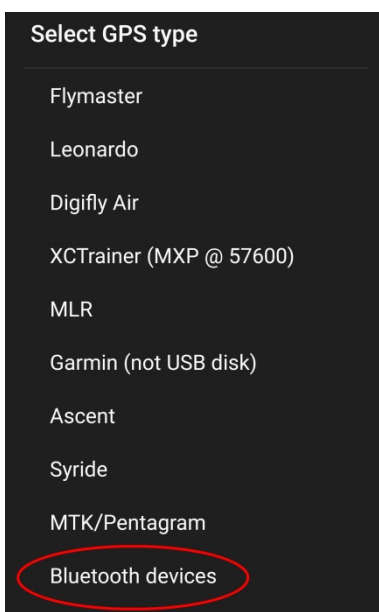 Select GPS type
Flymaster
Leonardo
Digifly Air
XCTrainer (MXP @ 57600)
MLR
Garmin (not USB disk)
Ascent
Syride
MTK/Pentagram
Bluetooth devices